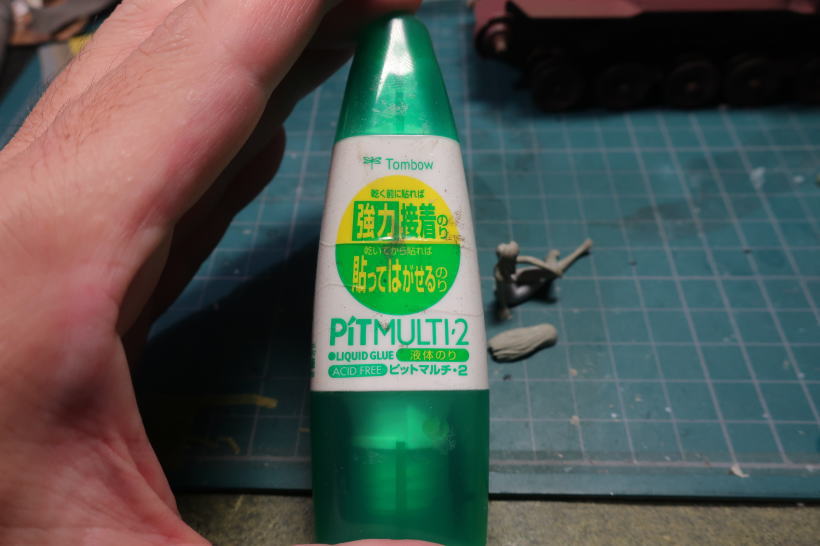 Tombow
乾く前に貼れば
強力接着のり
乾いてから貼れば
貼ってはがせるのり
PiTMULTI・2
●LIQUID GLUE 液体のり
ACID FREE ピットマルチ・2